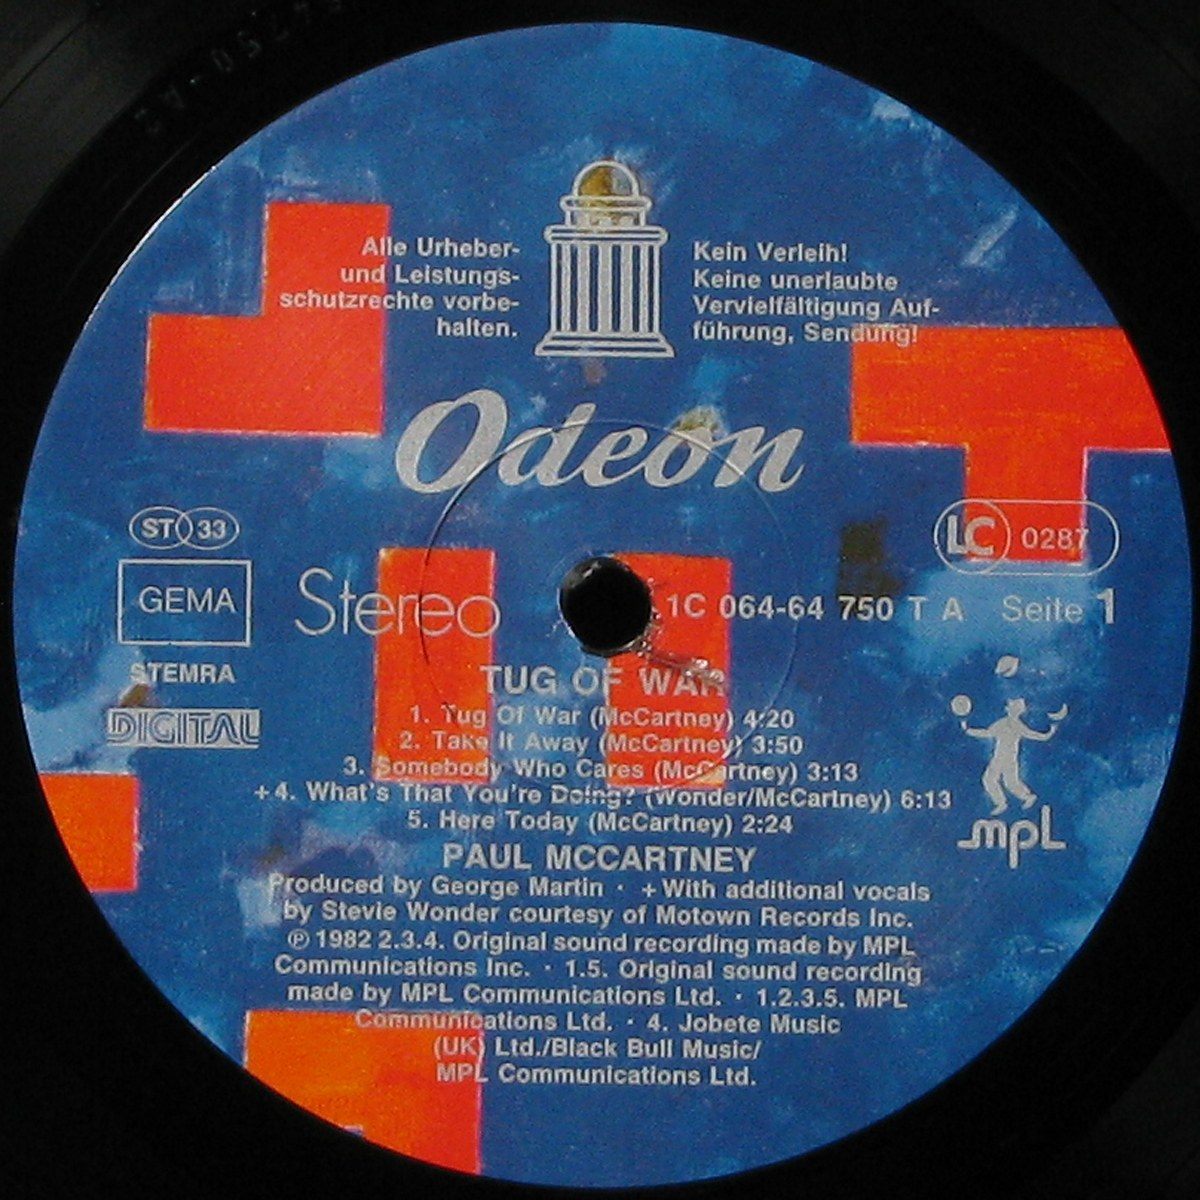 Alle Urheber-
und Leistungs-
schutzrechte vorbe-
halten.
Kein Verleih!
Keine unerlaubte
Vervielfältigung Auf-
führung, Sendung!
Odeon
ST 33
LC 0287
GEMA
Stereo
1C 064-64 750 T A Seite 1
STEMRA
DIGITAL
TUG OF WAR
1. Tug Of War (McCartney) 4:20
2. Take It Away (McCartney) 3:50
3. Somebody Who Cares (McCartney) 3:13
+4. What's That You're Doing? (Wonder/McCartney) 6:13
5. Here Today (McCartney) 2:24
mpL
PAUL MCCARTNEY
Produced by George Martin · +With additional vocals
by Stevie Wonder courtesy of Motown Records Inc.
℗ 1982 2.3.4. Original sound recording made by MPL
Communications Inc. · 1.5. Original sound recording
made by MPL Communications Ltd. · 1.2.3.5. MPL
Communications Ltd. · 4. Jobete Music
(UK) Ltd./Black Bull Music/
MPL Communications Ltd.